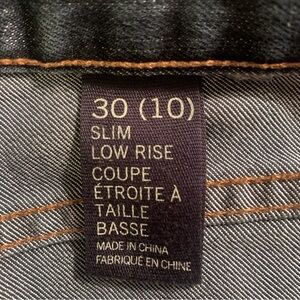 30 (10)
SLIM
LOW RISE
COUPE
ÉTROITE À
TAILLE
BASSE
MADE IN CHINA
FABRIQUÉ EN CHINE